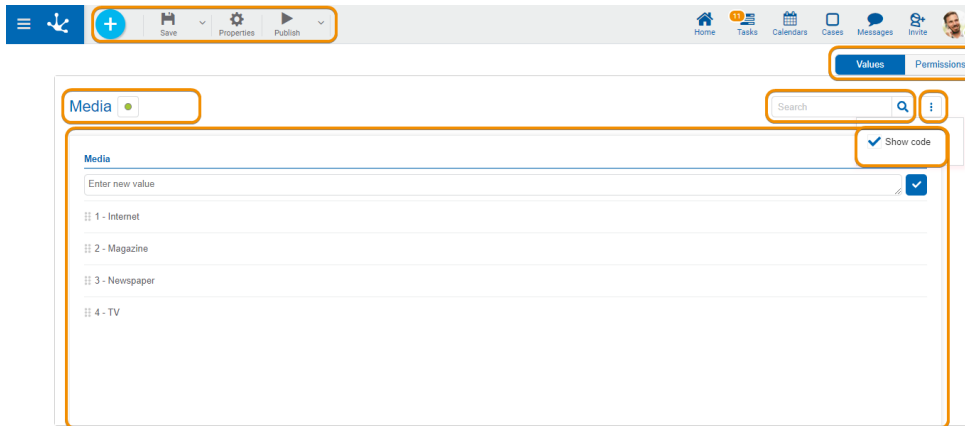 Save
Properties
Publish
Home
11
Tasks
Calendars
Cases
Messages
Invite
Values
Permissions
Media
Search
Show code
Media
Enter new value
1 - Internet
2 - Magazine
3 - Newspaper
4 - TV